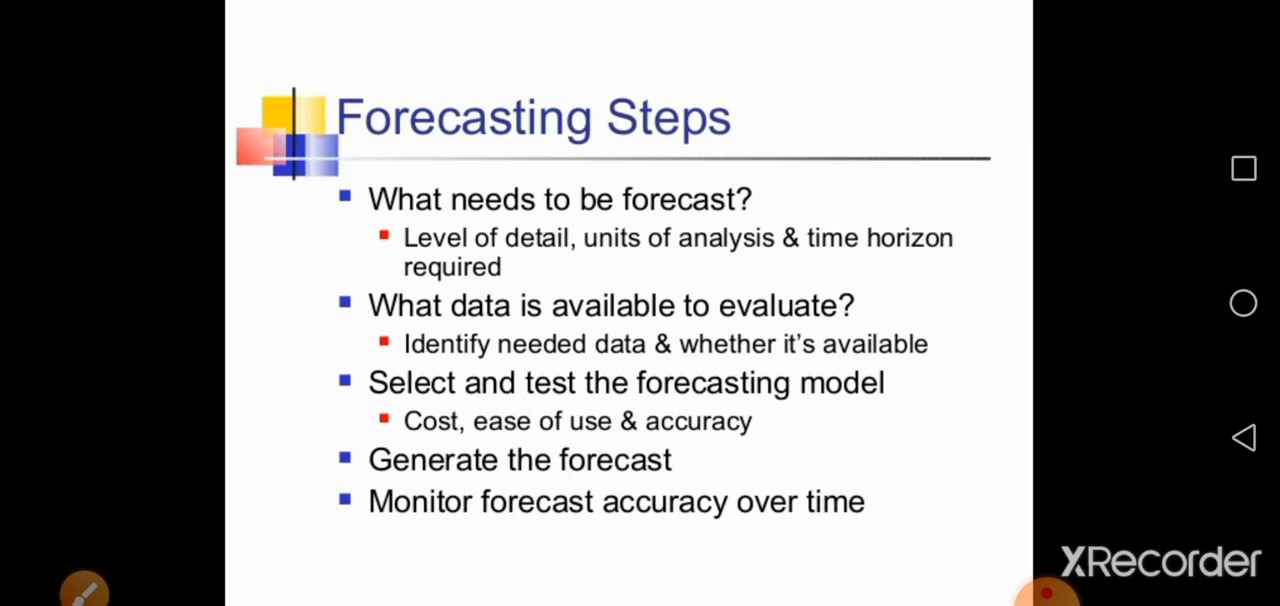 Forecasting Steps
What needs to be forecast?
Level of detail, units of analysis & time horizon
required
What data is available to evaluate?
Identify needed data & whether it's available
Select and test the forecasting model
Cost, ease of use & accuracy
Generate the forecast
Monitor forecast accuracy over time
XRecorder